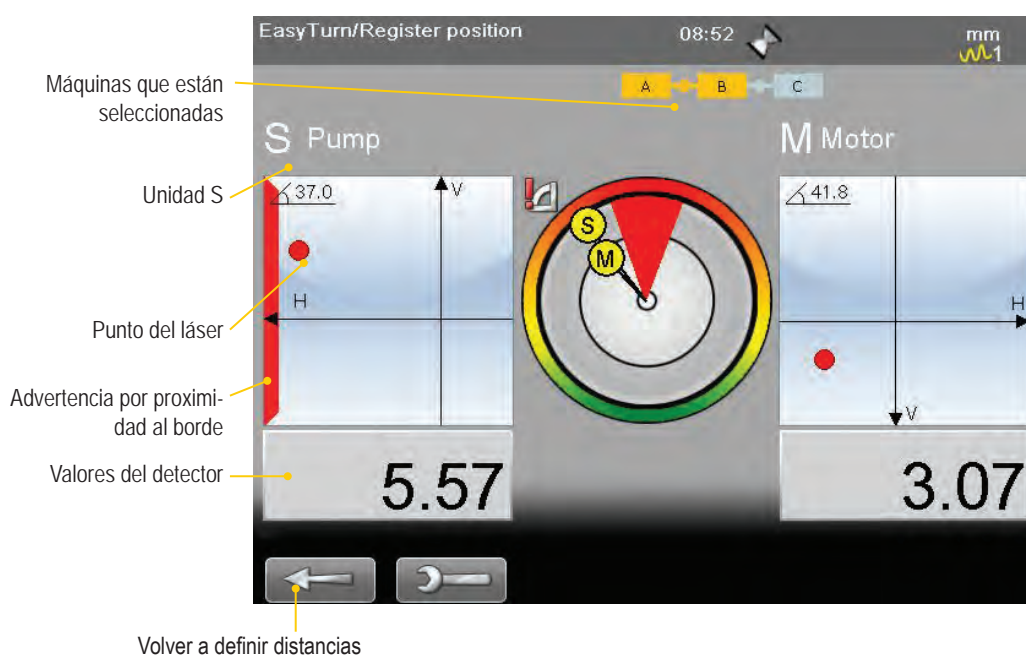 EasyTurn/Register position
08:52
mm
1
Máquinas que están
seleccionadas
A
B
C
S Pump
M Motor
Unidad S
37.0
V
S
M
41.8
H
H
Punto del láser
Advertencia por proximi-
dad al borde
V
Valores del detector
5.57
3.07
Volver a definir distancias